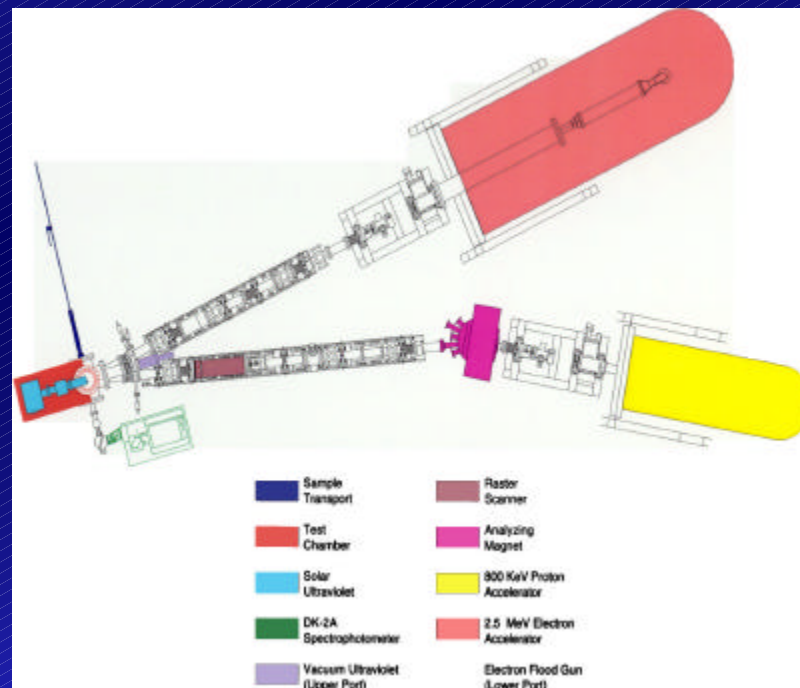 Sample
Transport
Raster
Scanner
Test
Chamber
Analyzing
Magnet
Solar
Ultraviolet
800 KeV Proton
Accelerator
DK-2A
Spectrophotometer
2.5 MeV Electron
Accelerator
Vacuum Ultraviolet
(Upper Port)
Electron Flood Gun
(Lower Port)